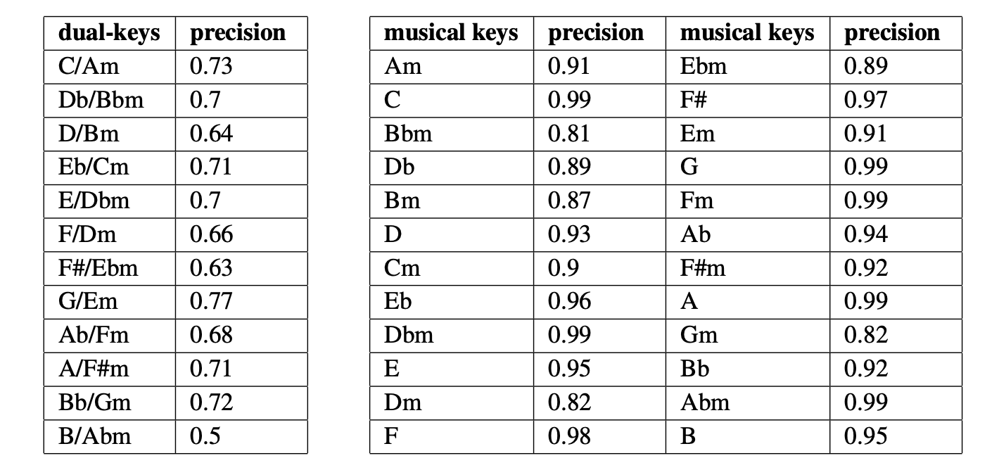 dual-keys precision musical keys precision musical keys precision
C/Am 0.73 Am 0.91 Ebm 0.89
Db/Bbm 0.7 C 0.99 F# 0.97
D/Bm 0.64 Bbm 0.81 Em 0.91
Eb/Cm 0.71 Db 0.89 G 0.99
E/Dbm 0.7 Bm 0.87 Fm 0.99
F/Dm 0.66 D 0.93 Ab 0.94
F#/Ebm 0.63 Cm 0.9 F#m 0.92
G/Em 0.77 Eb 0.96 A 0.99
Ab/Fm 0.68 Dbm 0.99 Gm 0.82
A/F#m 0.71 E 0.95 Bb 0.92
Bb/Gm 0.72 Dm 0.82 Abm 0.99
B/Abm 0.5 F 0.98 B 0.95